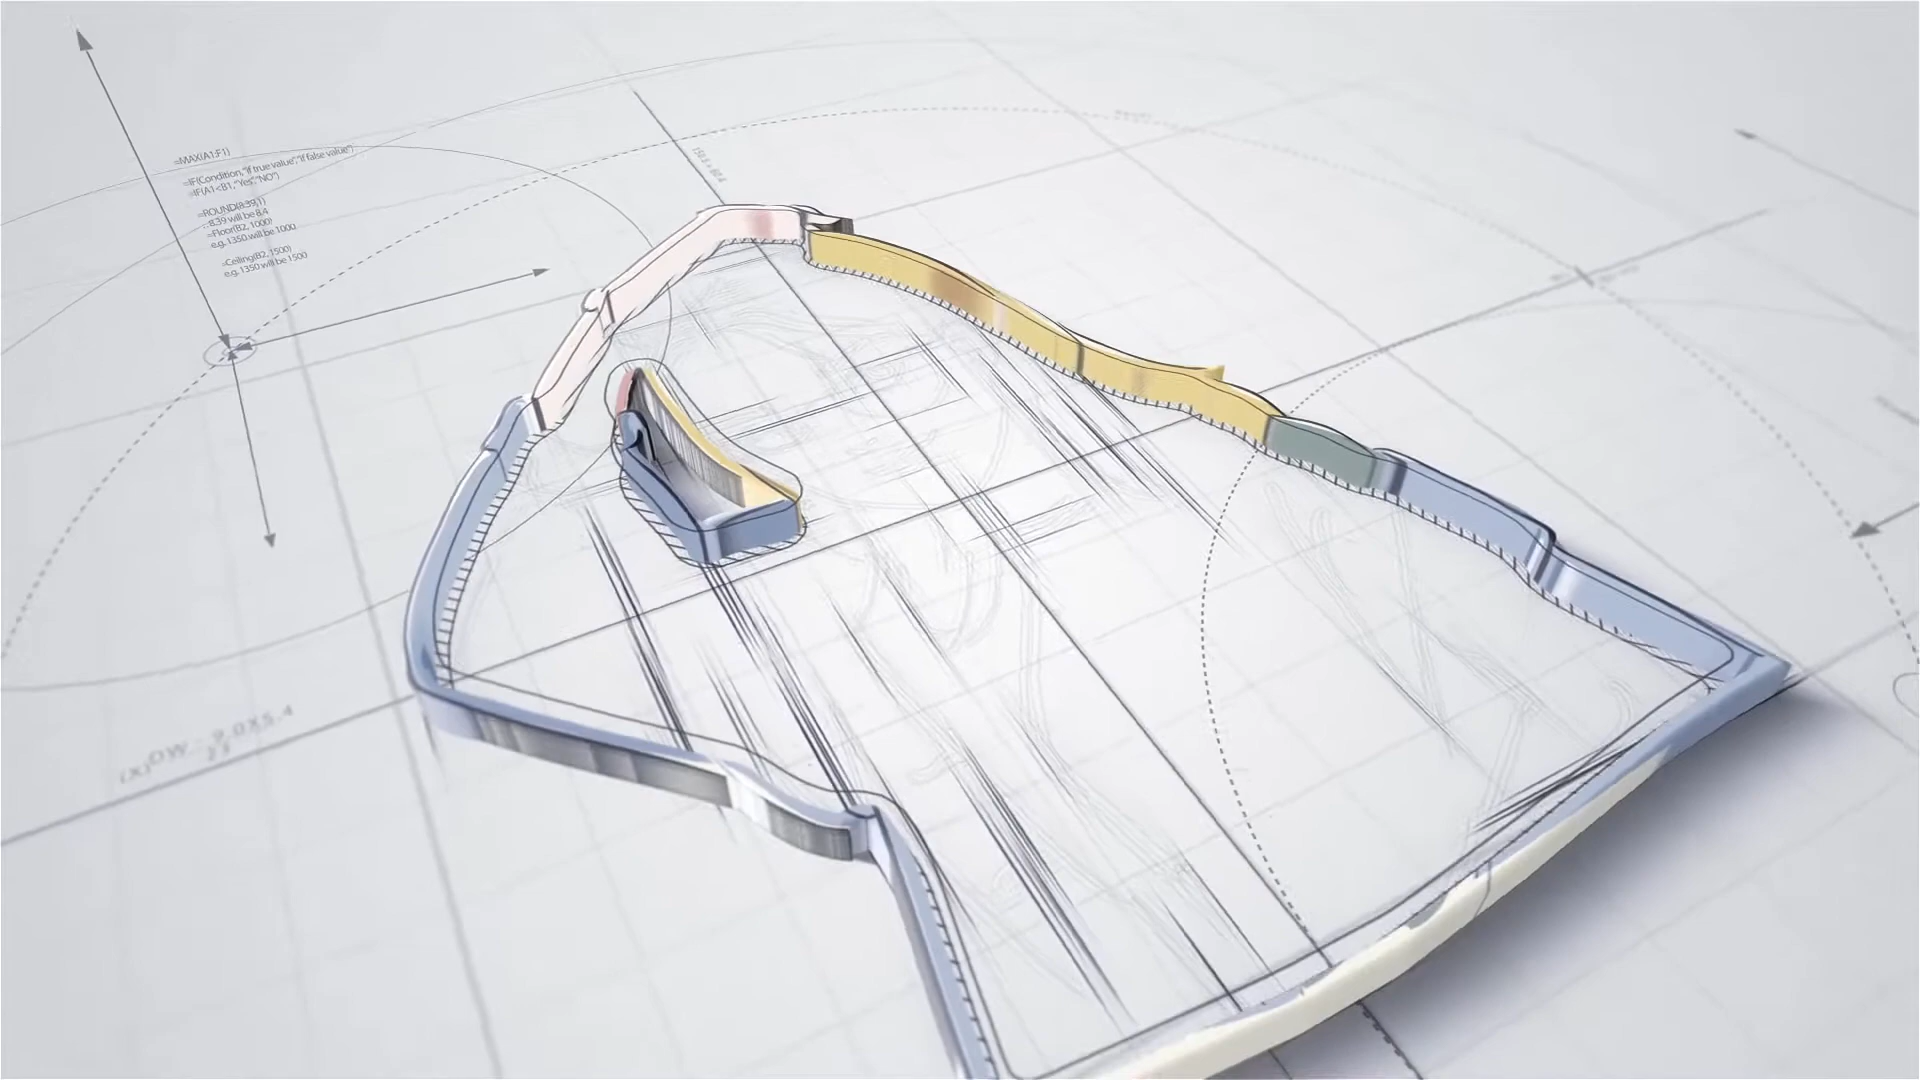 =MAX(A1:F1)
=IF(Condition,"if true value","if false value")
=IF(A1<B1,"Yes","NO")
=ROUND(8.39,1)
8.39 will be 8.4
=Floor(B2, 1000)
e.g. 1350 will be 1000
=Ceiling(B2, 1500)
e.g. 1350 will be 1500